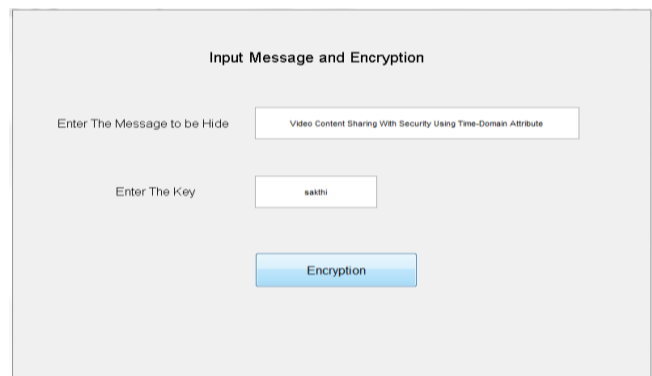 Input Message and Encryption
Enter The Message to be Hide
Video Content Sharing With Security Using Time-Domain Attribute
Enter The Key
sakthi
Encryption